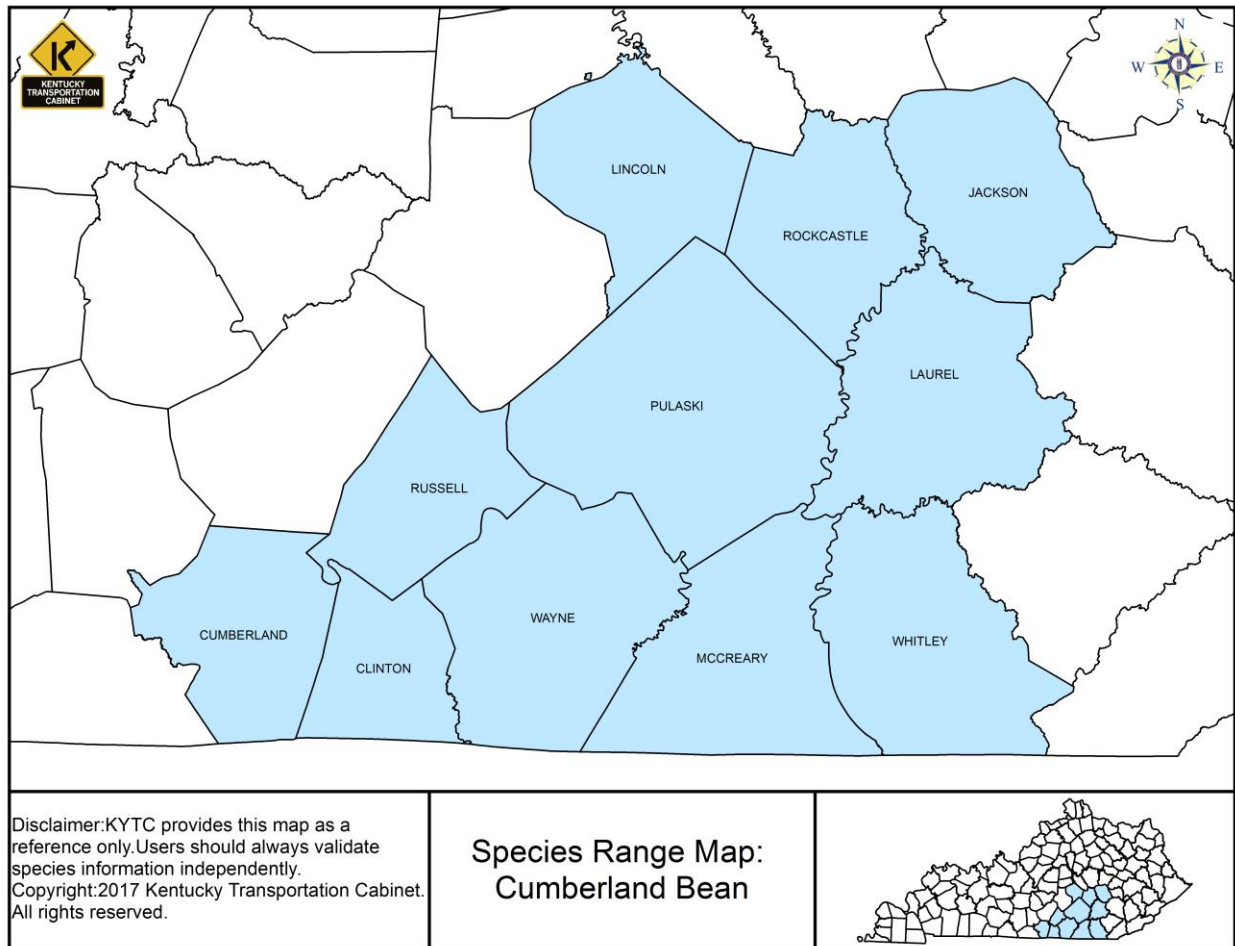 K
KENTUCKY
TRANSPORTATION
CABINET
N
W E
S
LINCOLN
JACKSON
ROCKCASTLE
LAUREL
PULASKI
RUSSELL
WAYNE
CUMBERLAND
WHITLEY
MCCREARY
CLINTON
Disclaimer:KYTC provides this map as a
reference only.Users should always validate
species information independently.
Copyright:2017 Kentucky Transportation Cabinet.
All rights reserved.
Species Range Map:
Cumberland Bean